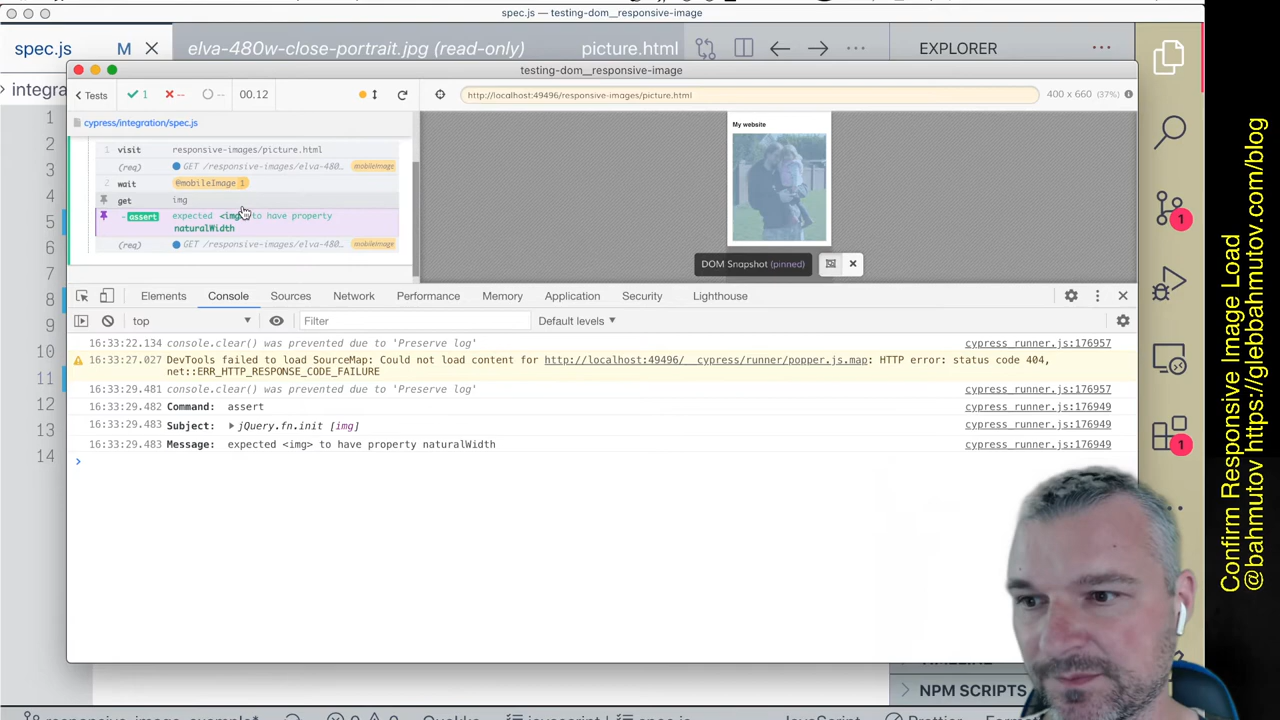 spec.js — testing-dom__responsive-image
spec.js M
elva-480w-close-portrait.jpg (read-only)
picture.html
EXPLORER
integra
testing-dom__responsive-image
Tests
1
--
--
00.12
http://localhost:49496/responsive-images/picture.html
400 x 660 (37%)
cypress/integration/spec.js
1 visit responsive-images/picture.html
(req) GET /responsive-images/elva-480… mobileImage
2 wait @mobileImage 1
get img
-assert expected <img> to have property
naturalWidth
(req) GET /responsive-images/elva-480… mobileImage
My website
DOM Snapshot (pinned)
Elements Console Sources Network Performance Memory Application Security Lighthouse
top
Filter
Default levels
16:33:22.134 console.clear() was prevented due to 'Preserve log' cypress_runner.js:176957
16:33:27.027 DevTools failed to load SourceMap: Could not load content for http://localhost:49496/__cypress/runner/popper.js.map: HTTP error: status code 404,
net::ERR_HTTP_RESPONSE_CODE_FAILURE
16:33:29.481 console.clear() was prevented due to 'Preserve log' cypress_runner.js:176957
16:33:29.482 Command: assert cypress_runner.js:176949
16:33:29.483 Subject: jQuery.fn.init [img] cypress_runner.js:176949
16:33:29.483 Message: expected <img> to have property naturalWidth cypress_runner.js:176949
1
2
3
4
5
6
7
8
9
10
11
12
13
14
1
1
NPM SCRIPTS
Confirm Responsive Image Load
@bahmutov https://glebbahmutov.com/blog